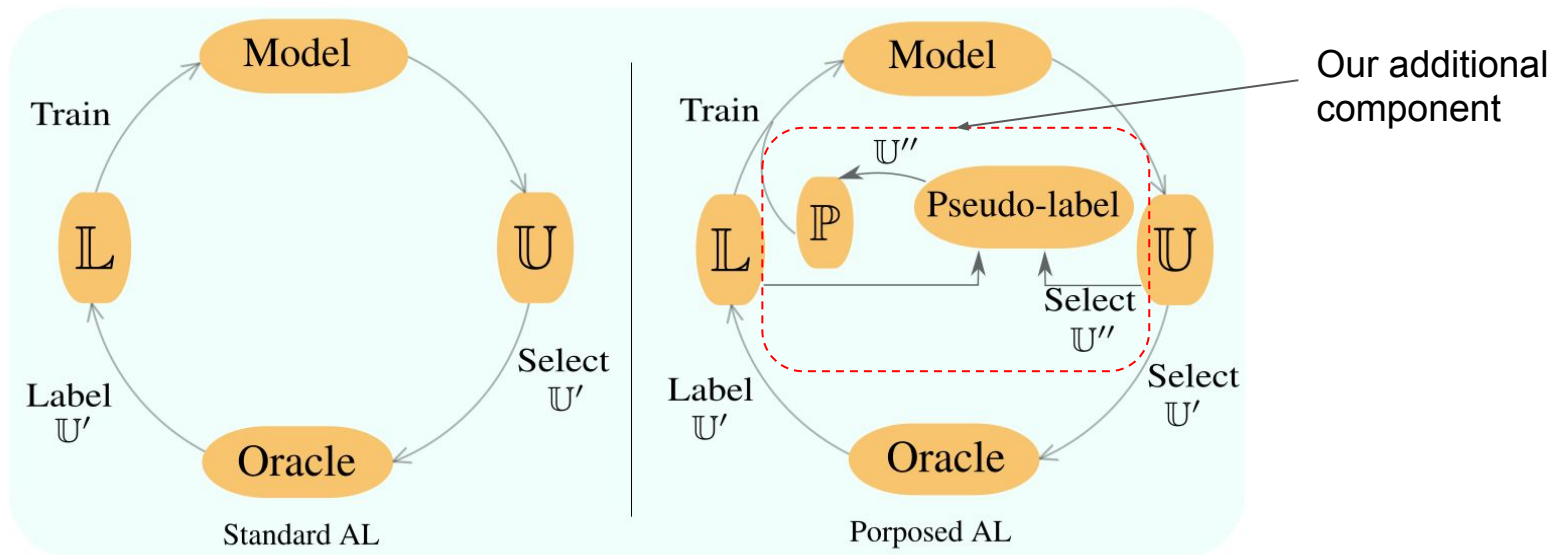 Model
Train
𝕃
𝕌
Select
𝕌′
Label
𝕌′
Oracle
Standard AL
Model
Train
𝕌′′
Pseudo-label
ℙ
𝕃
𝕌
Select
𝕌′′
Select
𝕌′
Label
𝕌′
Oracle
Porposed AL
Our additional
component